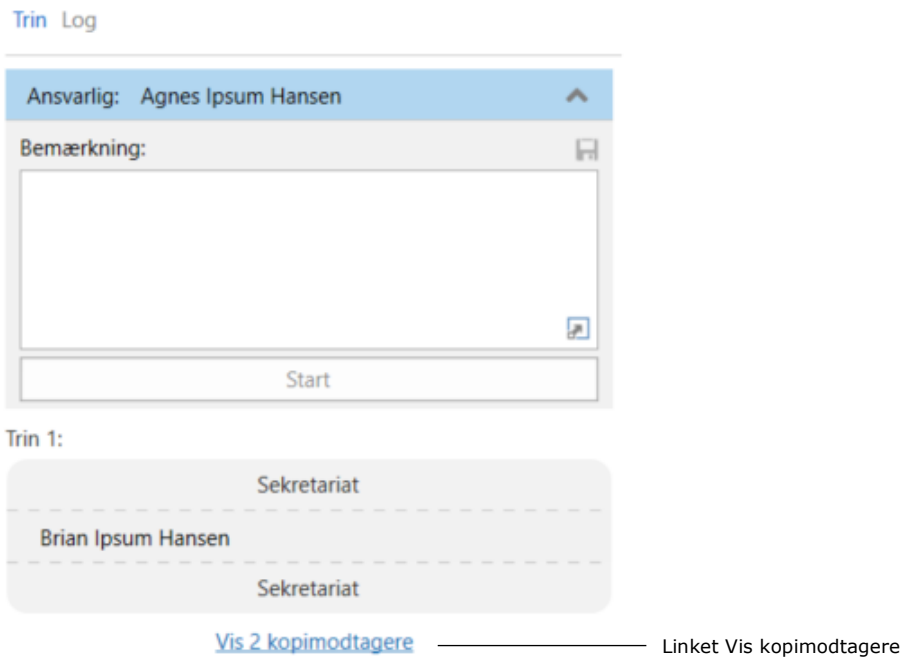 Trin Log
Ansvarlig: Agnes Ipsum Hansen
Bemærkning:
Start
Trin 1:
Sekretariat
Brian Ipsum Hansen
Sekretariat
Vis 2 kopimodtagere Linket Vis kopimodtagere